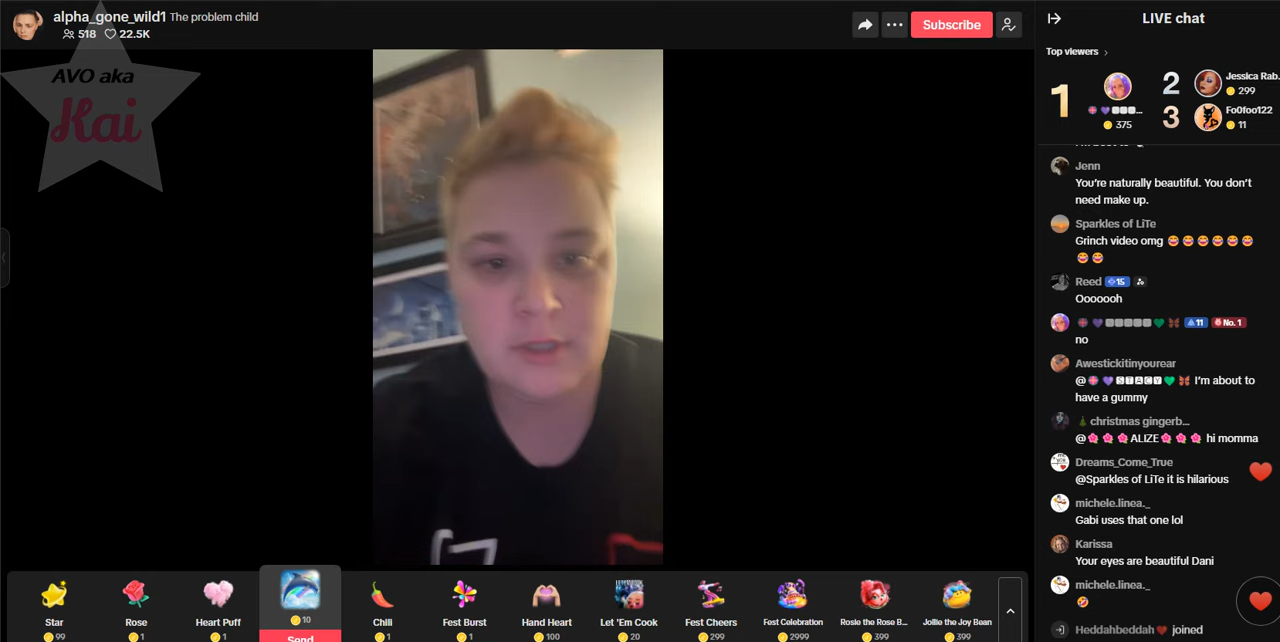 alpha_gone_wild1 The problem child
518 22.5K
Subscribe
AVO aka
Kai
LIVE chat
Top viewers
1
375
2
Jessica Rab.
299
3
Fo0foo122
11
Jenn
You're naturally beautiful. You don't
need make up.
Sparkles of LiTe
Grinch video omg 😂😂😂😂😂😂
😂😂
Reed 15
Ooooooh
11 No. 1
no
Awestickitinyourear
@ STACY I'm about to
have a gummy
christmas gingerb...
@🌺🌺🌺ALIZE🌺🌺🌺 hi momma
Dreams_Come_True
@Sparkles of LiTe it is hilarious
michele.linea._
Gabi uses that one lol
Karissa
Your eyes are beautiful Dani
michele.linea._
🤣
Heddahbeddah joined
Star
99
Rose
1
Heart Puff
1
10
Send
Chili
1
Fest Burst
1
Hand Heart
100
Let 'Em Cook
20
Fest Cheers
299
Fest Celebration
2999
Rosie the Rose B...
399
Jollie the Joy Bean
399